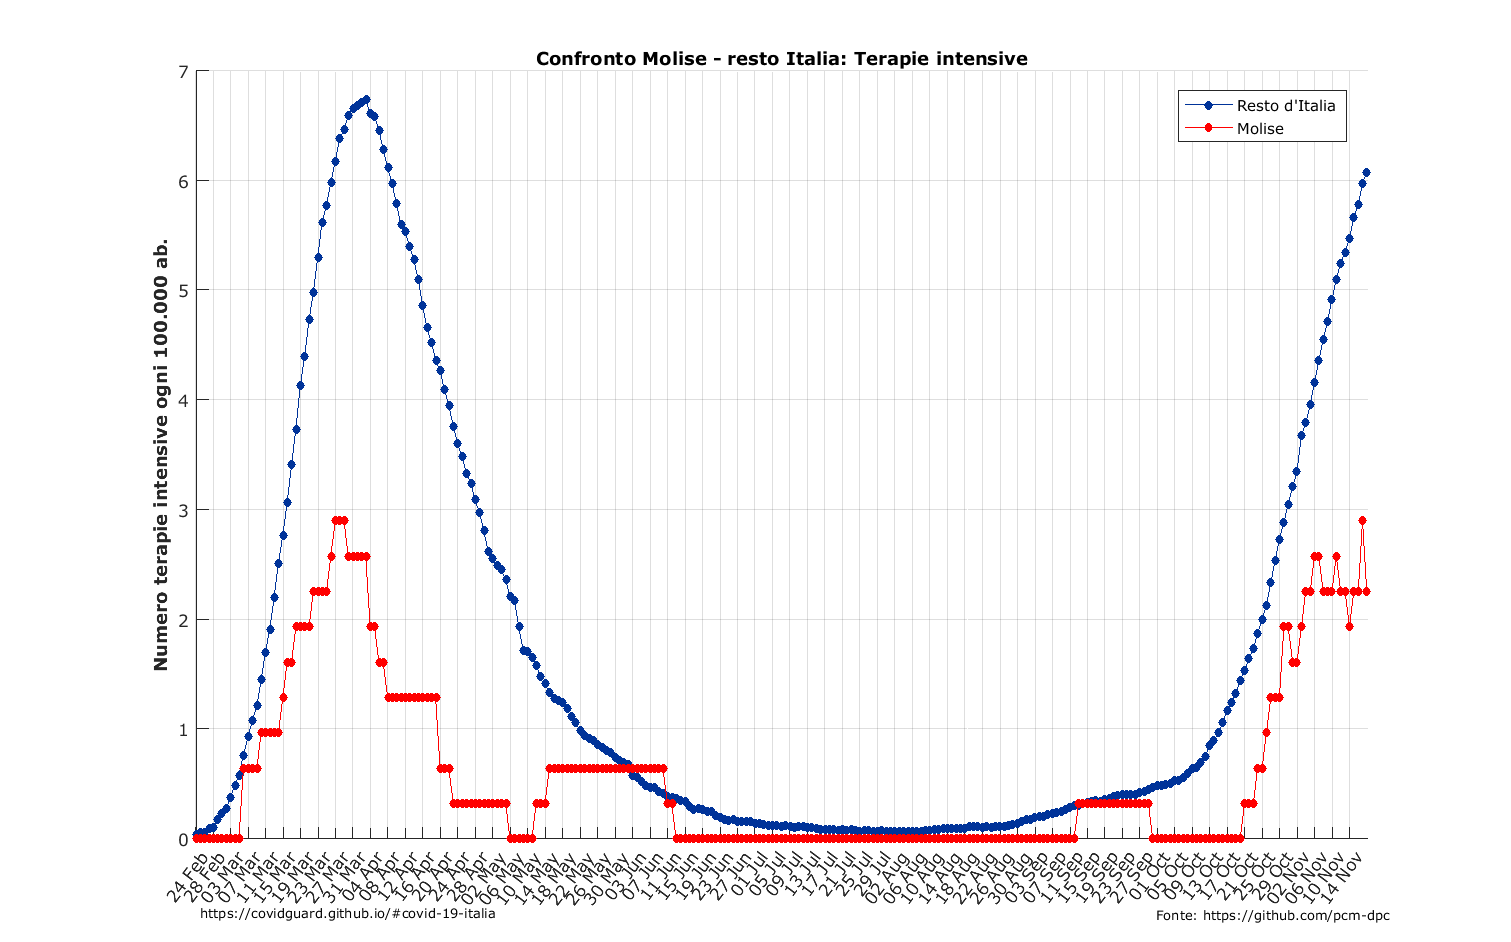 Confronto Molise - resto Italia: Terapie intensive
Resto d'Italia
Molise
Numero terapie intensive ogni 100.000 ab.
7
6
5
4
3
2
1
0
24 Feb
28 Feb
03 Mar
07 Mar
11 Mar
15 Mar
19 Mar
23 Mar
27 Mar
31 Mar
04 Apr
08 Apr
12 Apr
16 Apr
20 Apr
24 Apr
28 Apr
02 May
06 May
10 May
14 May
18 May
22 May
26 May
30 May
03 Jun
07 Jun
11 Jun
15 Jun
19 Jun
23 Jun
27 Jun
01 Jul
05 Jul
09 Jul
13 Jul
17 Jul
21 Jul
25 Jul
29 Jul
02 Aug
06 Aug
10 Aug
14 Aug
18 Aug
22 Aug
26 Aug
30 Aug
03 Sep
07 Sep
11 Sep
15 Sep
19 Sep
23 Sep
27 Sep
01 Oct
05 Oct
09 Oct
13 Oct
17 Oct
21 Oct
25 Oct
29 Oct
02 Nov
06 Nov
10 Nov
14 Nov
https://covidguard.github.io/#covid-19-italia
Fonte: https://github.com/pcm-dpc